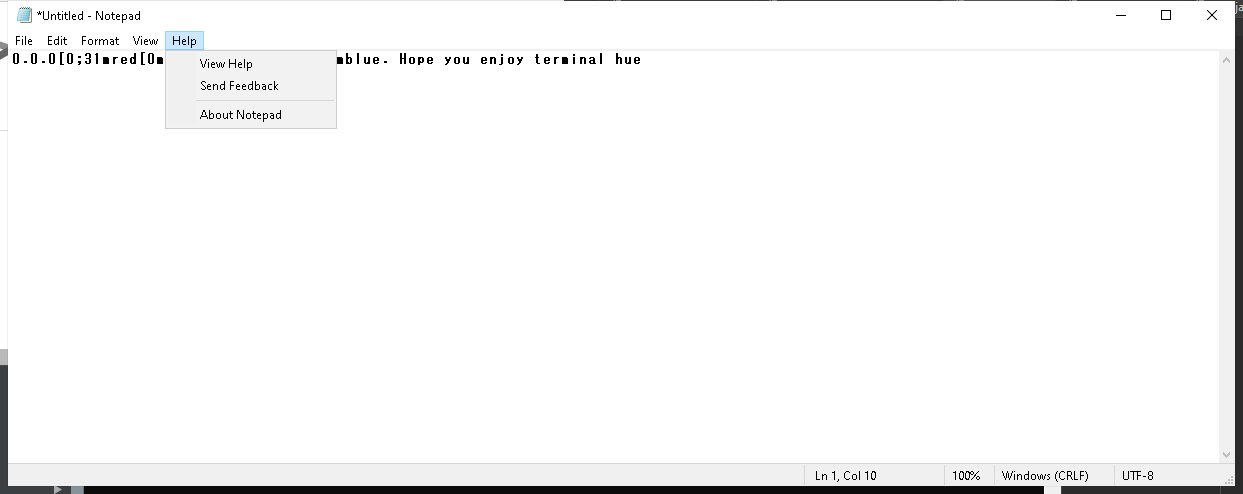 *Untitled - Notepad
File Edit Format View Help
0.0.0[0;31mred[0m
mblue. Hope you enjoy terminal hue
View Help
Send Feedback
About Notepad
Ln 1, Col 10 100% Windows (CRLF) UTF-8